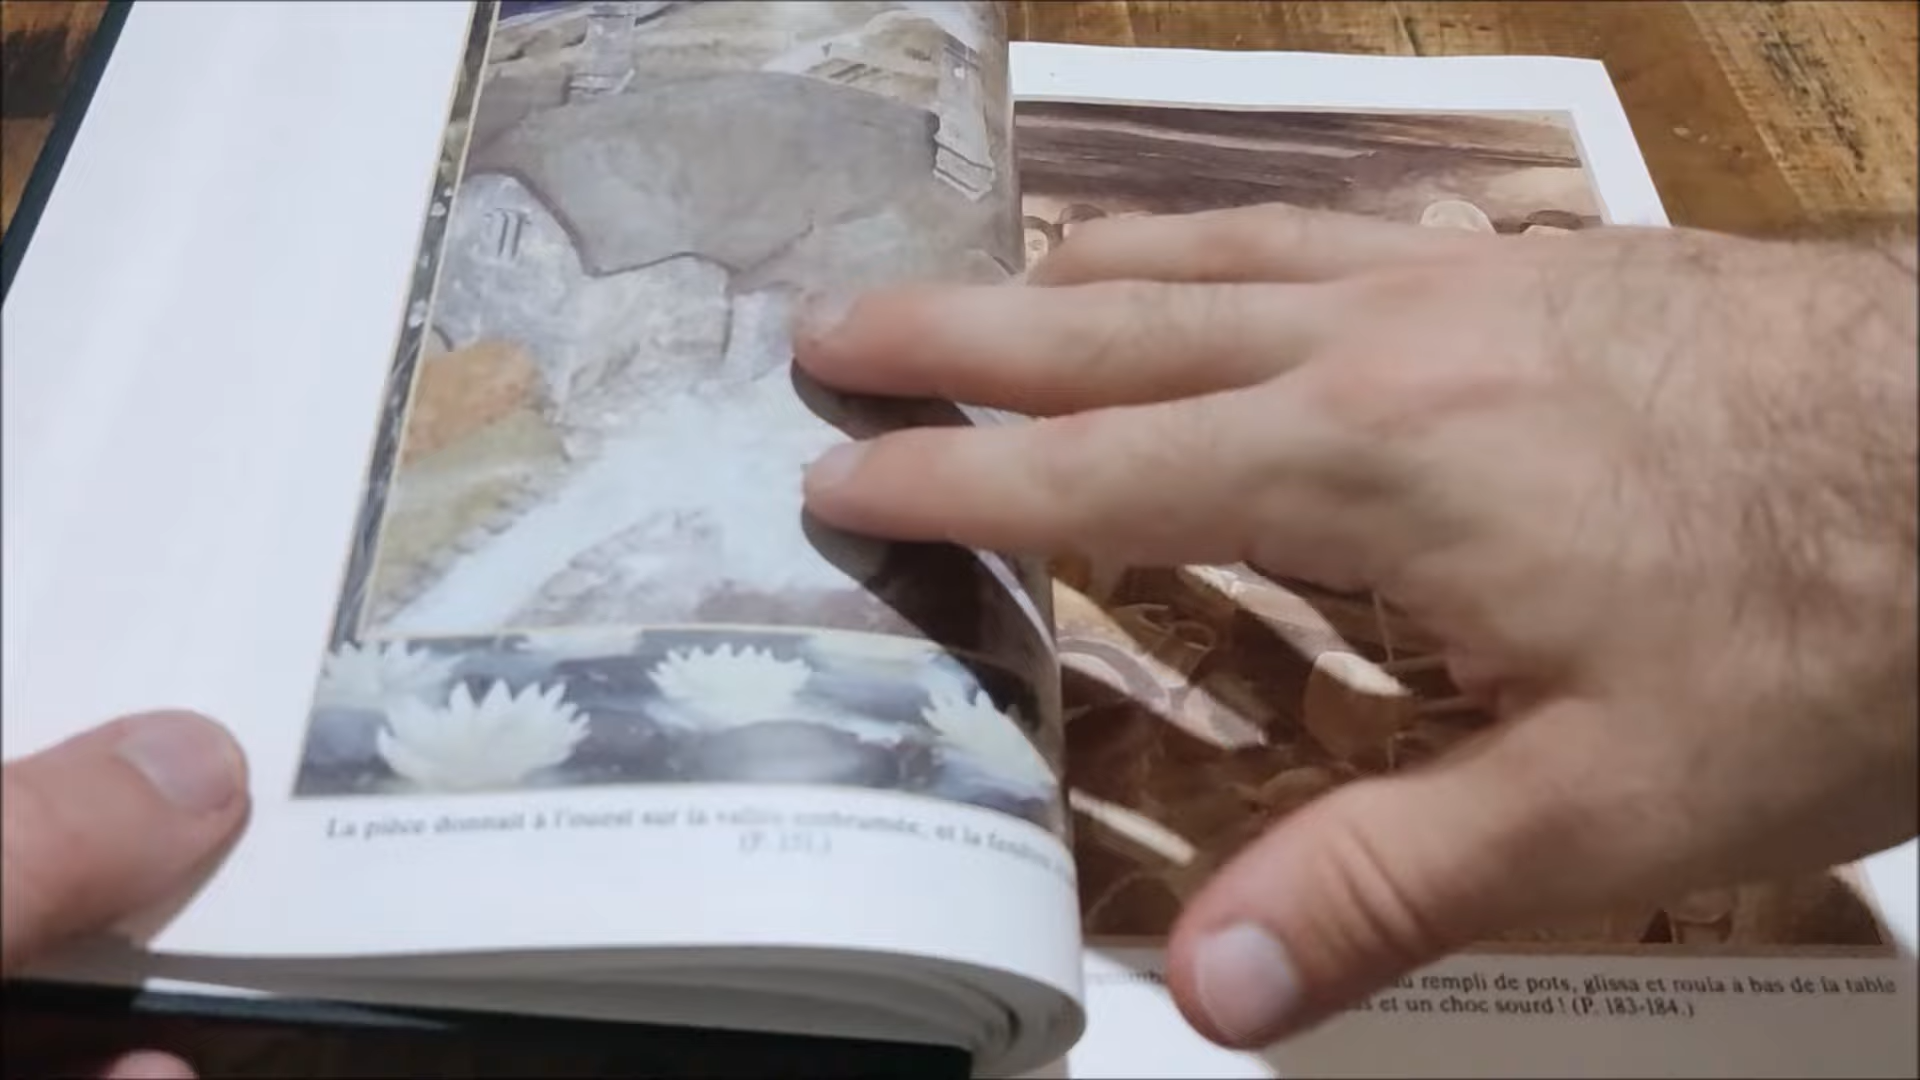 La pièce donnait à l'ouest sur la vallée embrumée, et la
(P. 151.)
rempli de pots, glissa et roula à bas de la table
et un choc sourd ! (P. 183-184.)